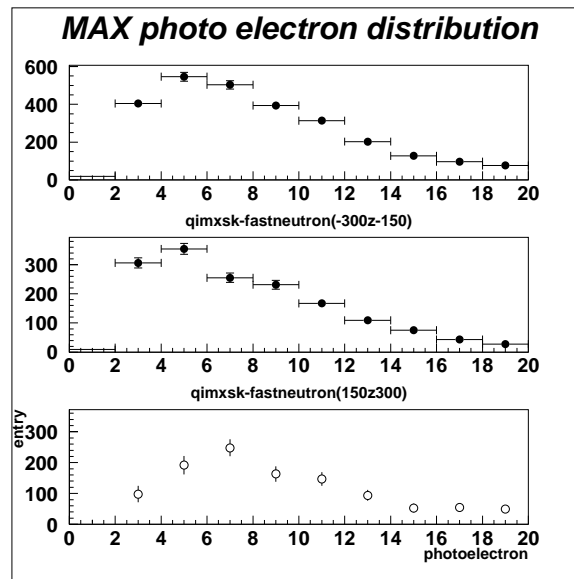 MAX photo electron distribution
600
400
200
0
0 2 4 6 8 10 12 14 16 18 20
qimxsk-fastneutron(-300z-150)
300
200
100
0
0 2 4 6 8 10 12 14 16 18 20
qimxsk-fastneutron(150z300)
entry
300
200
100
0
0 2 4 6 8 10 12 14 16 18 20
photoelectron